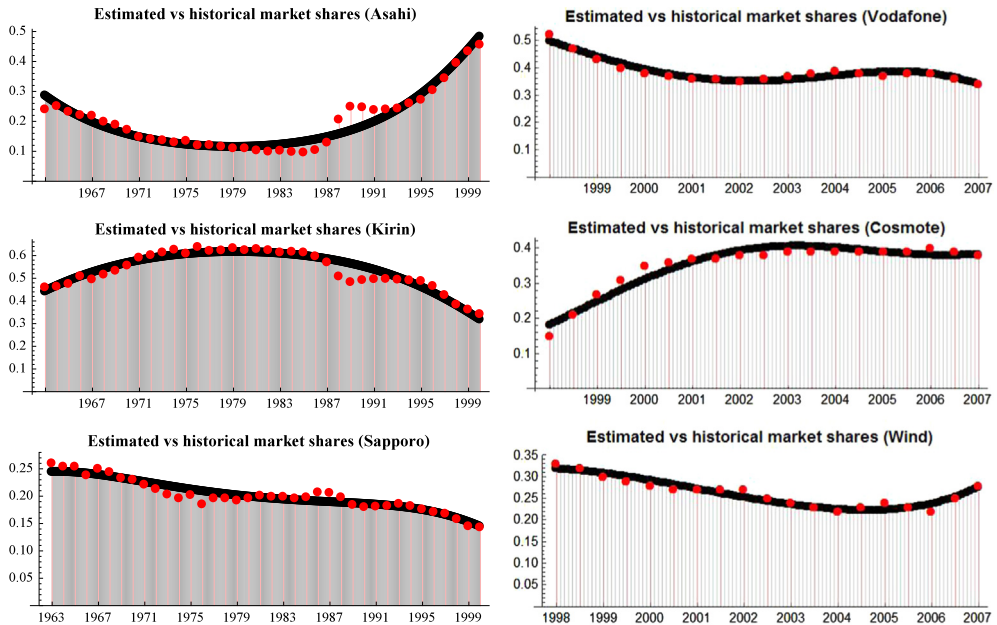 Estimated vs historical market shares (Asahi)
0.5
0.4
0.3
0.2
0.1
1967 1971 1975 1979 1983 1987 1991 1995 1999
Estimated vs historical market shares (Vodafone)
0.5
0.4
0.3
0.2
0.1
1999 2000 2001 2002 2003 2004 2005 2006 2007
Estimated vs historical market shares (Kirin)
0.6
0.5
0.4
0.3
0.2
0.1
1967 1971 1975 1979 1983 1987 1991 1995 1999
Estimated vs historical market shares (Cosmote)
0.4
0.3
0.2
0.1
1999 2000 2001 2002 2003 2004 2005 2006 2007
Estimated vs historical market shares (Sapporo)
0.25
0.20
0.15
0.10
0.05
1963 1967 1971 1975 1979 1983 1987 1991 1995 1999
Estimated vs historical market shares (Wind)
0.35
0.30
0.25
0.20
0.15
0.10
0.05
1998 1999 2000 2001 2002 2003 2004 2005 2006 2007